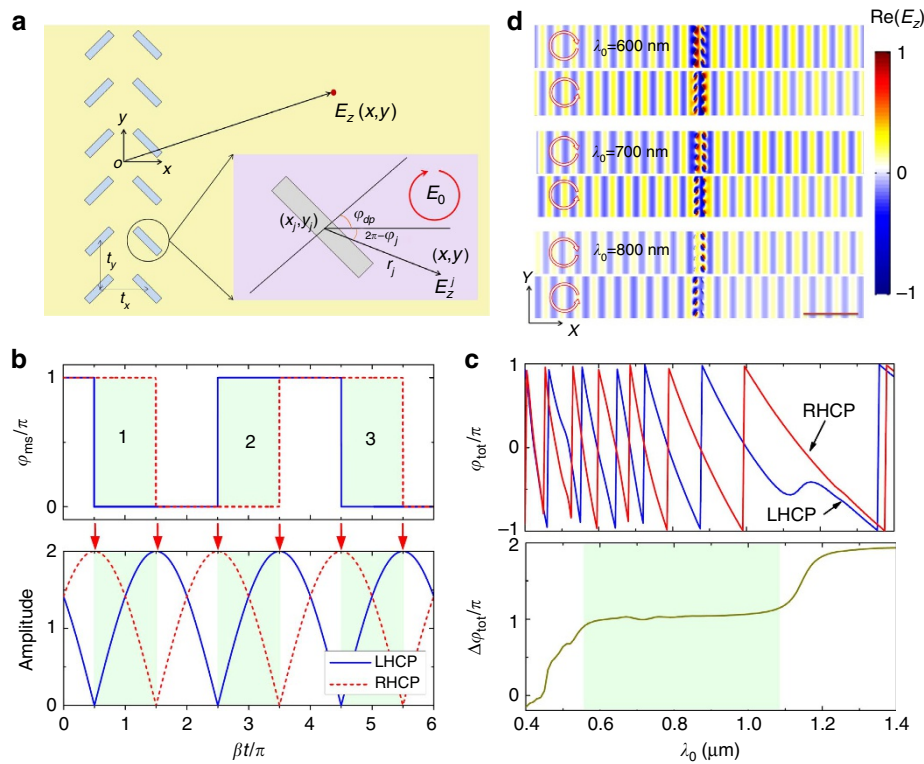 a
y
o
x
E_z (x,y)
t_y
t_x
(x_j,y_j)
φ_dp
2π−φ_j
r_j
E_0
(x,y)
E_z^j
d
Re(E_z)
λ_0=600 nm
λ_0=700 nm
λ_0=800 nm
Y
X
1
0
−1
b
φ_ms/π
1
0
1
2
3
Amplitude
2
1
0
LHCP
RHCP
0
1
2
3
4
5
6
βt/π
c
φ_tot/π
1
0
−1
RHCP
LHCP
Δφ_tot/π
2
1
0
0.4
0.6
0.8
1.0
1.2
1.4
λ_0 (μm)